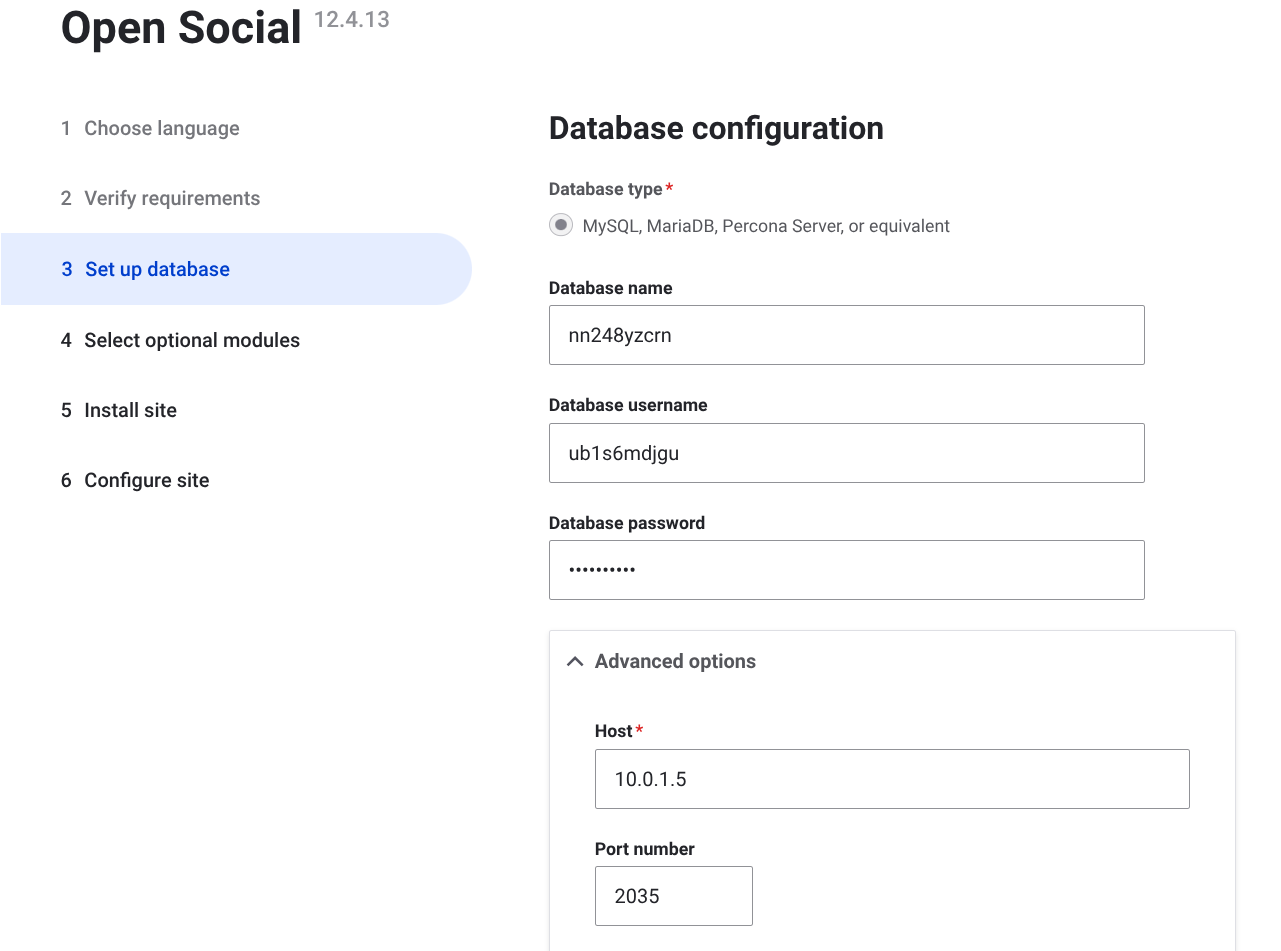 Open Social 12.4.13
1 Choose language
2 Verify requirements
3 Set up database
4 Select optional modules
5 Install site
6 Configure site
Database configuration
Database type*
MySQL, MariaDB, Percona Server, or equivalent
Database name
nn248yzcrn
Database username
ub1s6mdjgu
Database password
••••••••••
Advanced options
Host*
10.0.1.5
Port number
2035